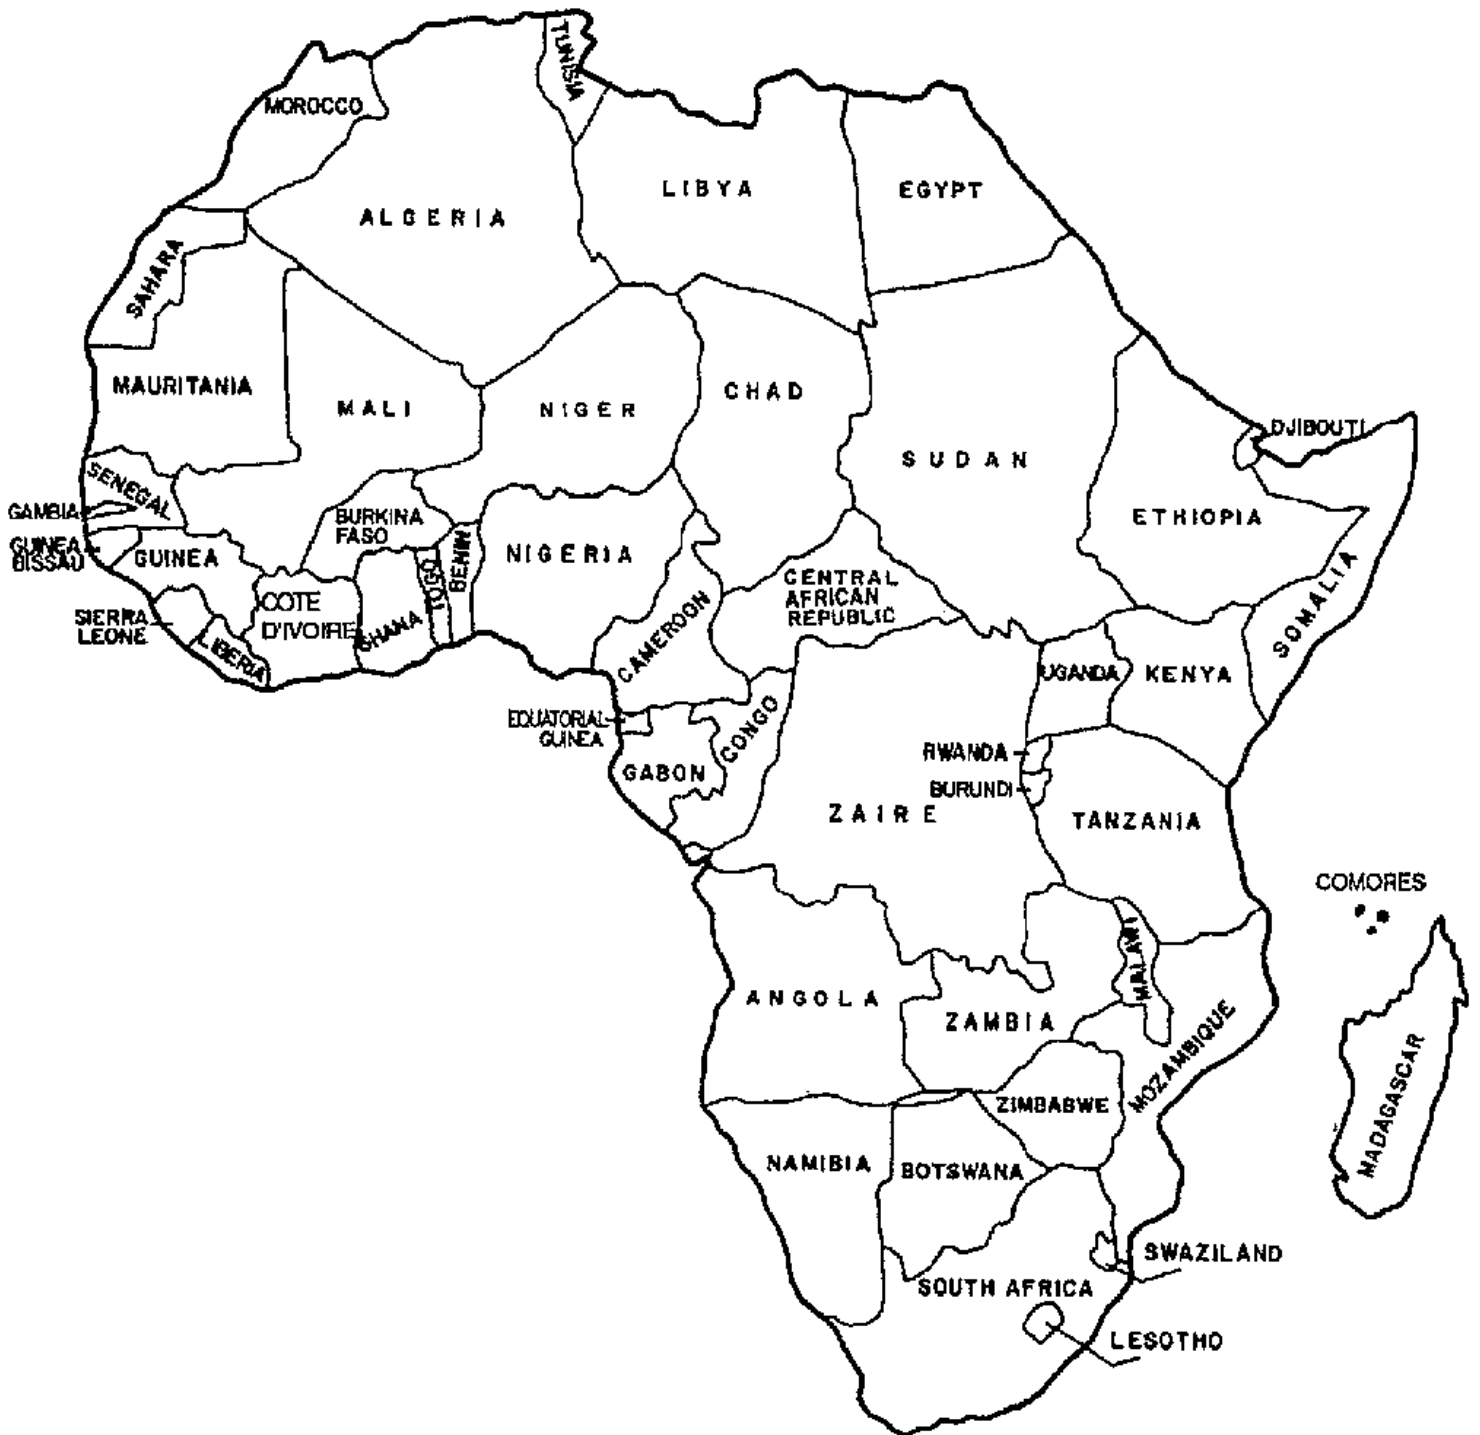 TUNISIA
MOROCCO
LIBYA
EGYPT
ALGERIA
SAHARA
MAURITANIA
MALI
NIGER
CHAD
SUDAN
DJIBOUTI
SENEGAL
GAMBIA
BURKINA
FASO
ETHIOPIA
GUINEA
BISSAU
GUINEA
NIGERIA
BENIN
TOGO
CENTRAL
AFRICAN
REPUBLIC
COTE
D'IVOIRE
GHANA
SIERRA
LEONE
LIBERIA
CAMEROON
SOMALIA
UGANDA
KENYA
EQUATORIAL
GUINEA
CONGO
GABON
RWANDA
BURUNDI
ZAIRE
TANZANIA
COMORES
MALAWI
ANGOLA
ZAMBIA
MOZAMBIQUE
MADAGASCAR
ZIMBABWE
NAMIBIA
BOTSWANA
SWAZILAND
SOUTH AFRICA
LESOTHO